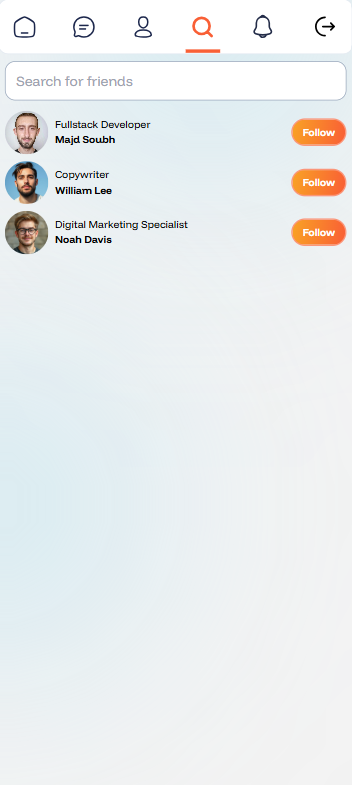 Search for friends
Fullstack Developer
Majd Soubh
Follow
Copywriter
William Lee
Follow
Digital Marketing Specialist
Noah Davis
Follow